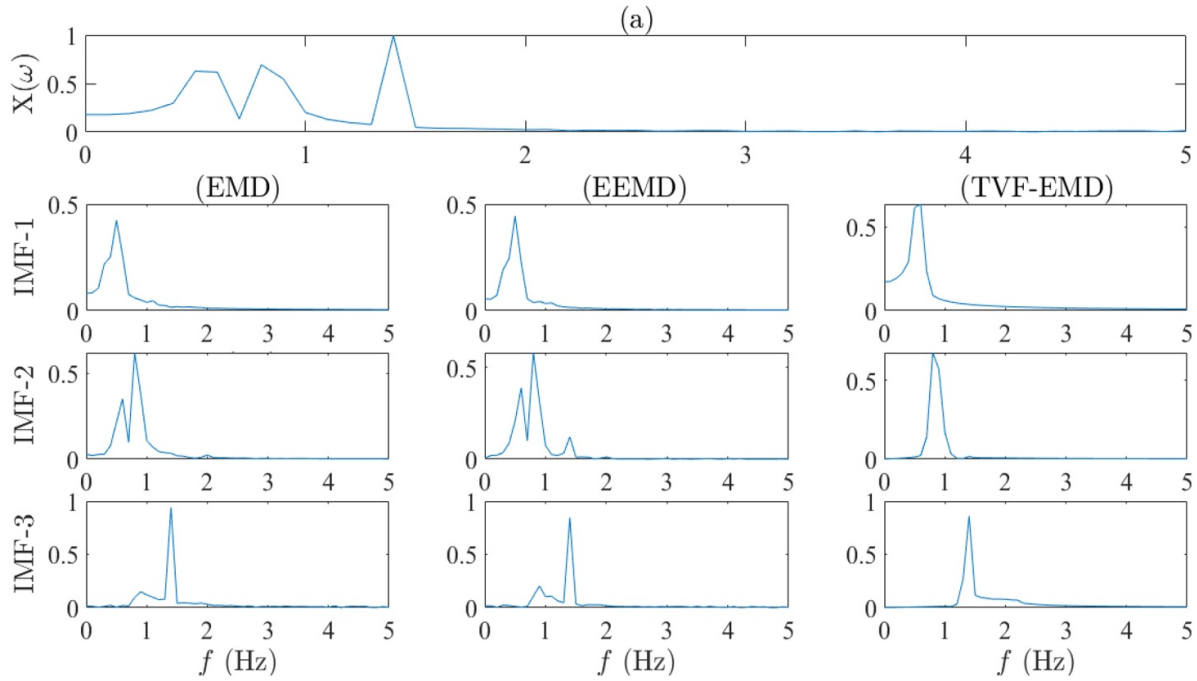 (a)
X(ω)
1
0.5
0
0 1 2 3 4 5
(EMD) (EEMD) (TVF-EMD)
IMF-1
0.5 0.5 0.5
0 0 0
0 1 2 3 4 5 0 1 2 3 4 5 0 1 2 3 4 5
IMF-2
0.5 0.5 0.5
0 0 0
0 1 2 3 4 5 0 1 2 3 4 5 0 1 2 3 4 5
IMF-3
1 1 1
0.5 0.5 0.5
0 0 0
0 1 2 3 4 5 0 1 2 3 4 5 0 1 2 3 4 5
f (Hz) f (Hz) f (Hz)